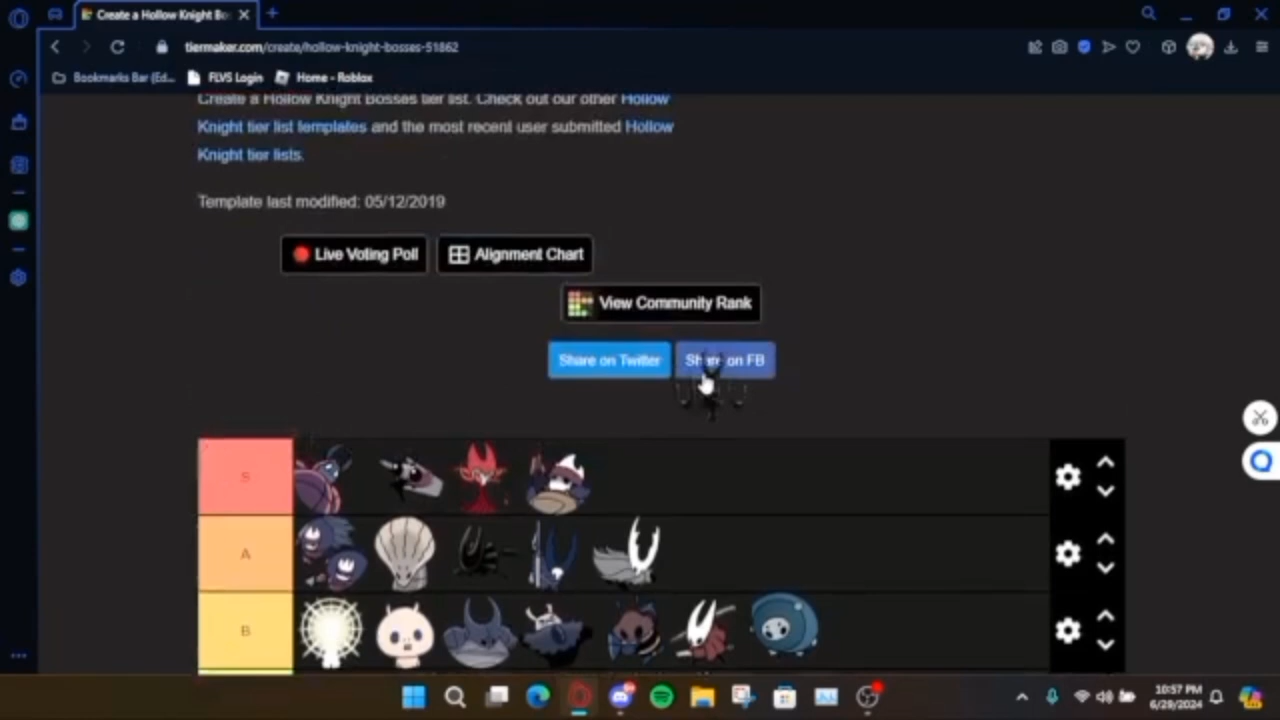 Create a Hollow Knight Bo
tiermaker.com/create/hollow-knight-bosses-51862
Bookmarks Bar (Ed... FLVS Login Home - Roblox
Create a Hollow Knight Bosses tier list. Check out our other Hollow
Knight tier list templates and the most recent user submitted Hollow
Knight tier lists.
Template last modified: 05/12/2019
Live Voting Poll Alignment Chart
View Community Rank
Share on Twitter Share on FB
S
A
B
10:57 PM
6/29/2024